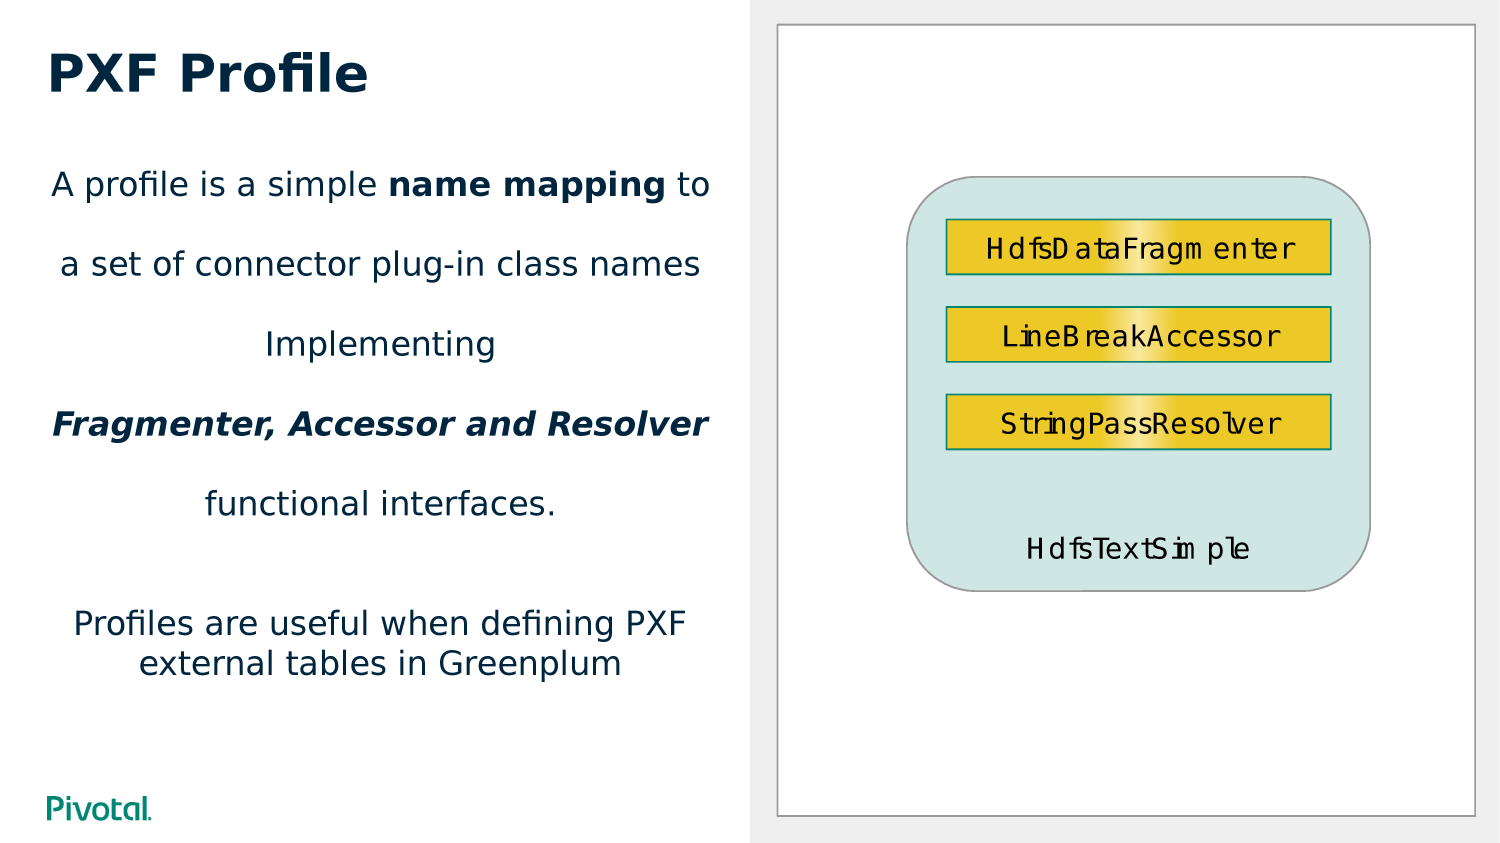 PXF Profile
A profile is a simple name mapping to
a set of connector plug-in class names
Implementing
Fragmenter, Accessor and Resolver
functional interfaces.
Profiles are useful when defining PXF
external tables in Greenplum
Pivotal.
HdfsDataFragmenter
LineBreakAccessor
StringPassResolver
HdfsTextSimple